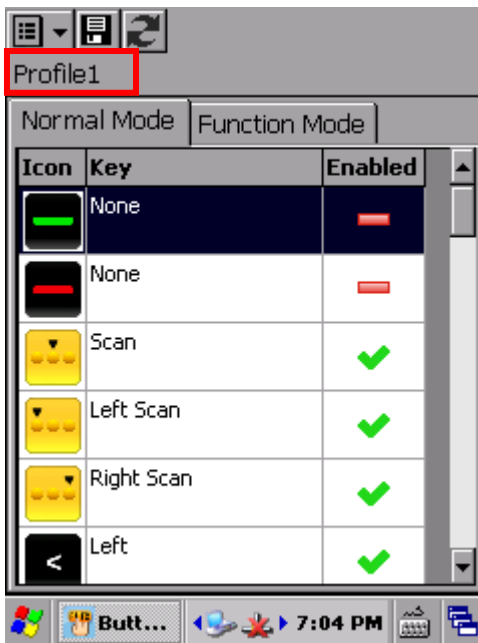 Profile1
Normal Mode Function Mode
Icon Key Enabled
None
None
Scan
Left Scan
Right Scan
< Left
Butt... 7:04 PM